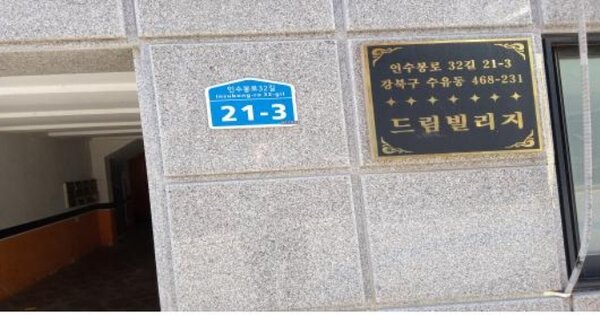 인수봉로32길
Insubong-ro 32-gil
21-3
인수봉로 32길 21-3
강북구 수유동 468-231
드림빌리지